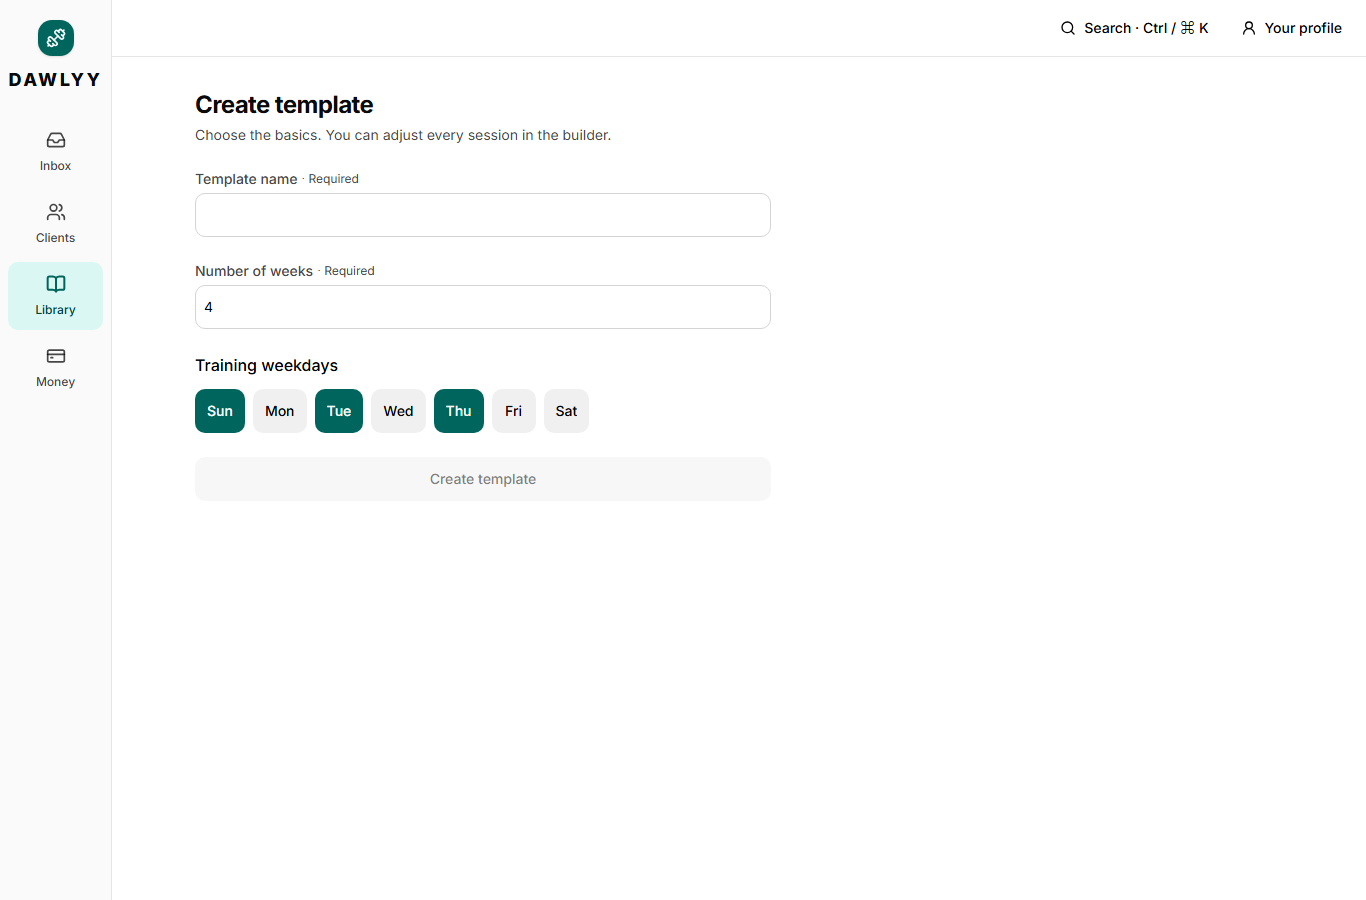 DAWLYY
Inbox
Clients
Library
Money
Search · Ctrl / ⌘ K
Your profile
Create template
Choose the basics. You can adjust every session in the builder.
Template name · Required
Number of weeks · Required
4
Training weekdays
Sun Mon Tue Wed Thu Fri Sat
Create template